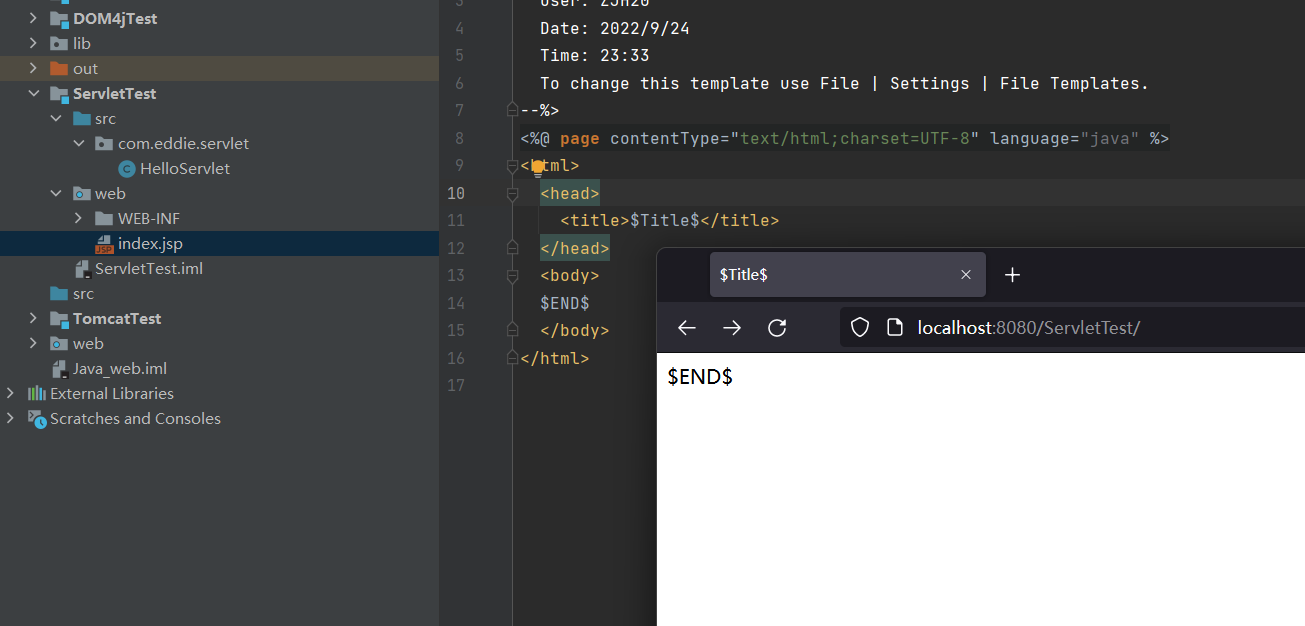 DOM4jTest
lib
out
ServletTest
src
com.eddie.servlet
HelloServlet
web
WEB-INF
index.jsp
ServletTest.iml
src
TomcatTest
web
Java_web.iml
External Libraries
Scratches and Consoles
3 User: ZJH20
4 Date: 2022/9/24
5 Time: 23:33
6 To change this template use File | Settings | File Templates.
7 --%>
8 <%@ page contentType="text/html;charset=UTF-8" language="java" %>
9 <html>
10 <head>
11 <title>$Title$</title>
12 </head>
13 <body>
14 $END$
15 </body>
16 </html>
17
$Title$
localhost:8080/ServletTest/
$END$